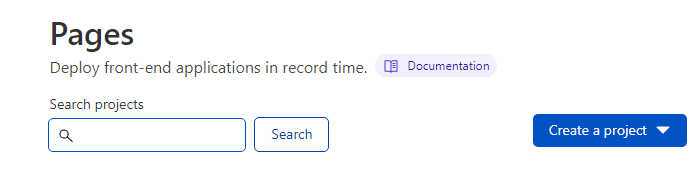 Pages
Deploy front-end applications in record time. Documentation
Search projects
Search
Create a project